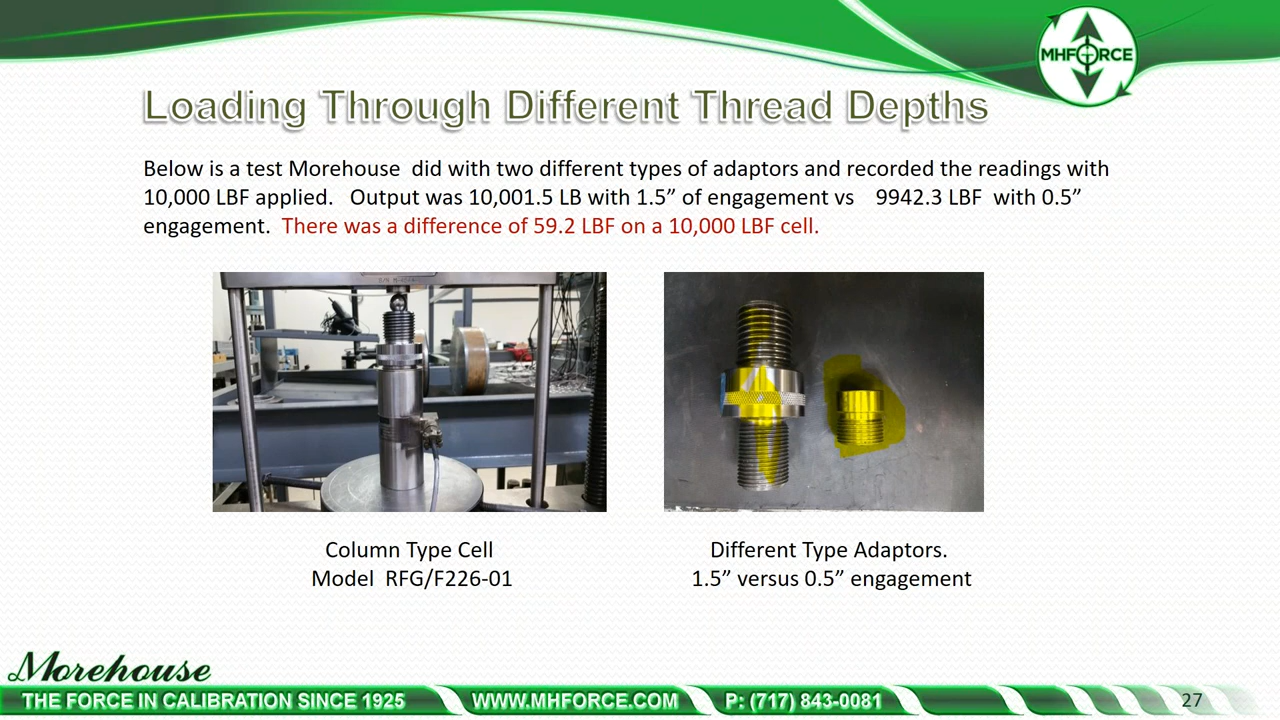 MHFORCE
Loading Through Different Thread Depths
Below is a test Morehouse did with two different types of adaptors and recorded the readings with
10,000 LBF applied. Output was 10,001.5 LB with 1.5” of engagement vs 9942.3 LBF with 0.5”
engagement. There was a difference of 59.2 LBF on a 10,000 LBF cell.
Column Type Cell
Model RFG/F226-01
Different Type Adaptors.
1.5” versus 0.5” engagement
Morehouse
THE FORCE IN CALIBRATION SINCE 1925
WWW.MHFORCE.COM
P: (717) 843-0081
27